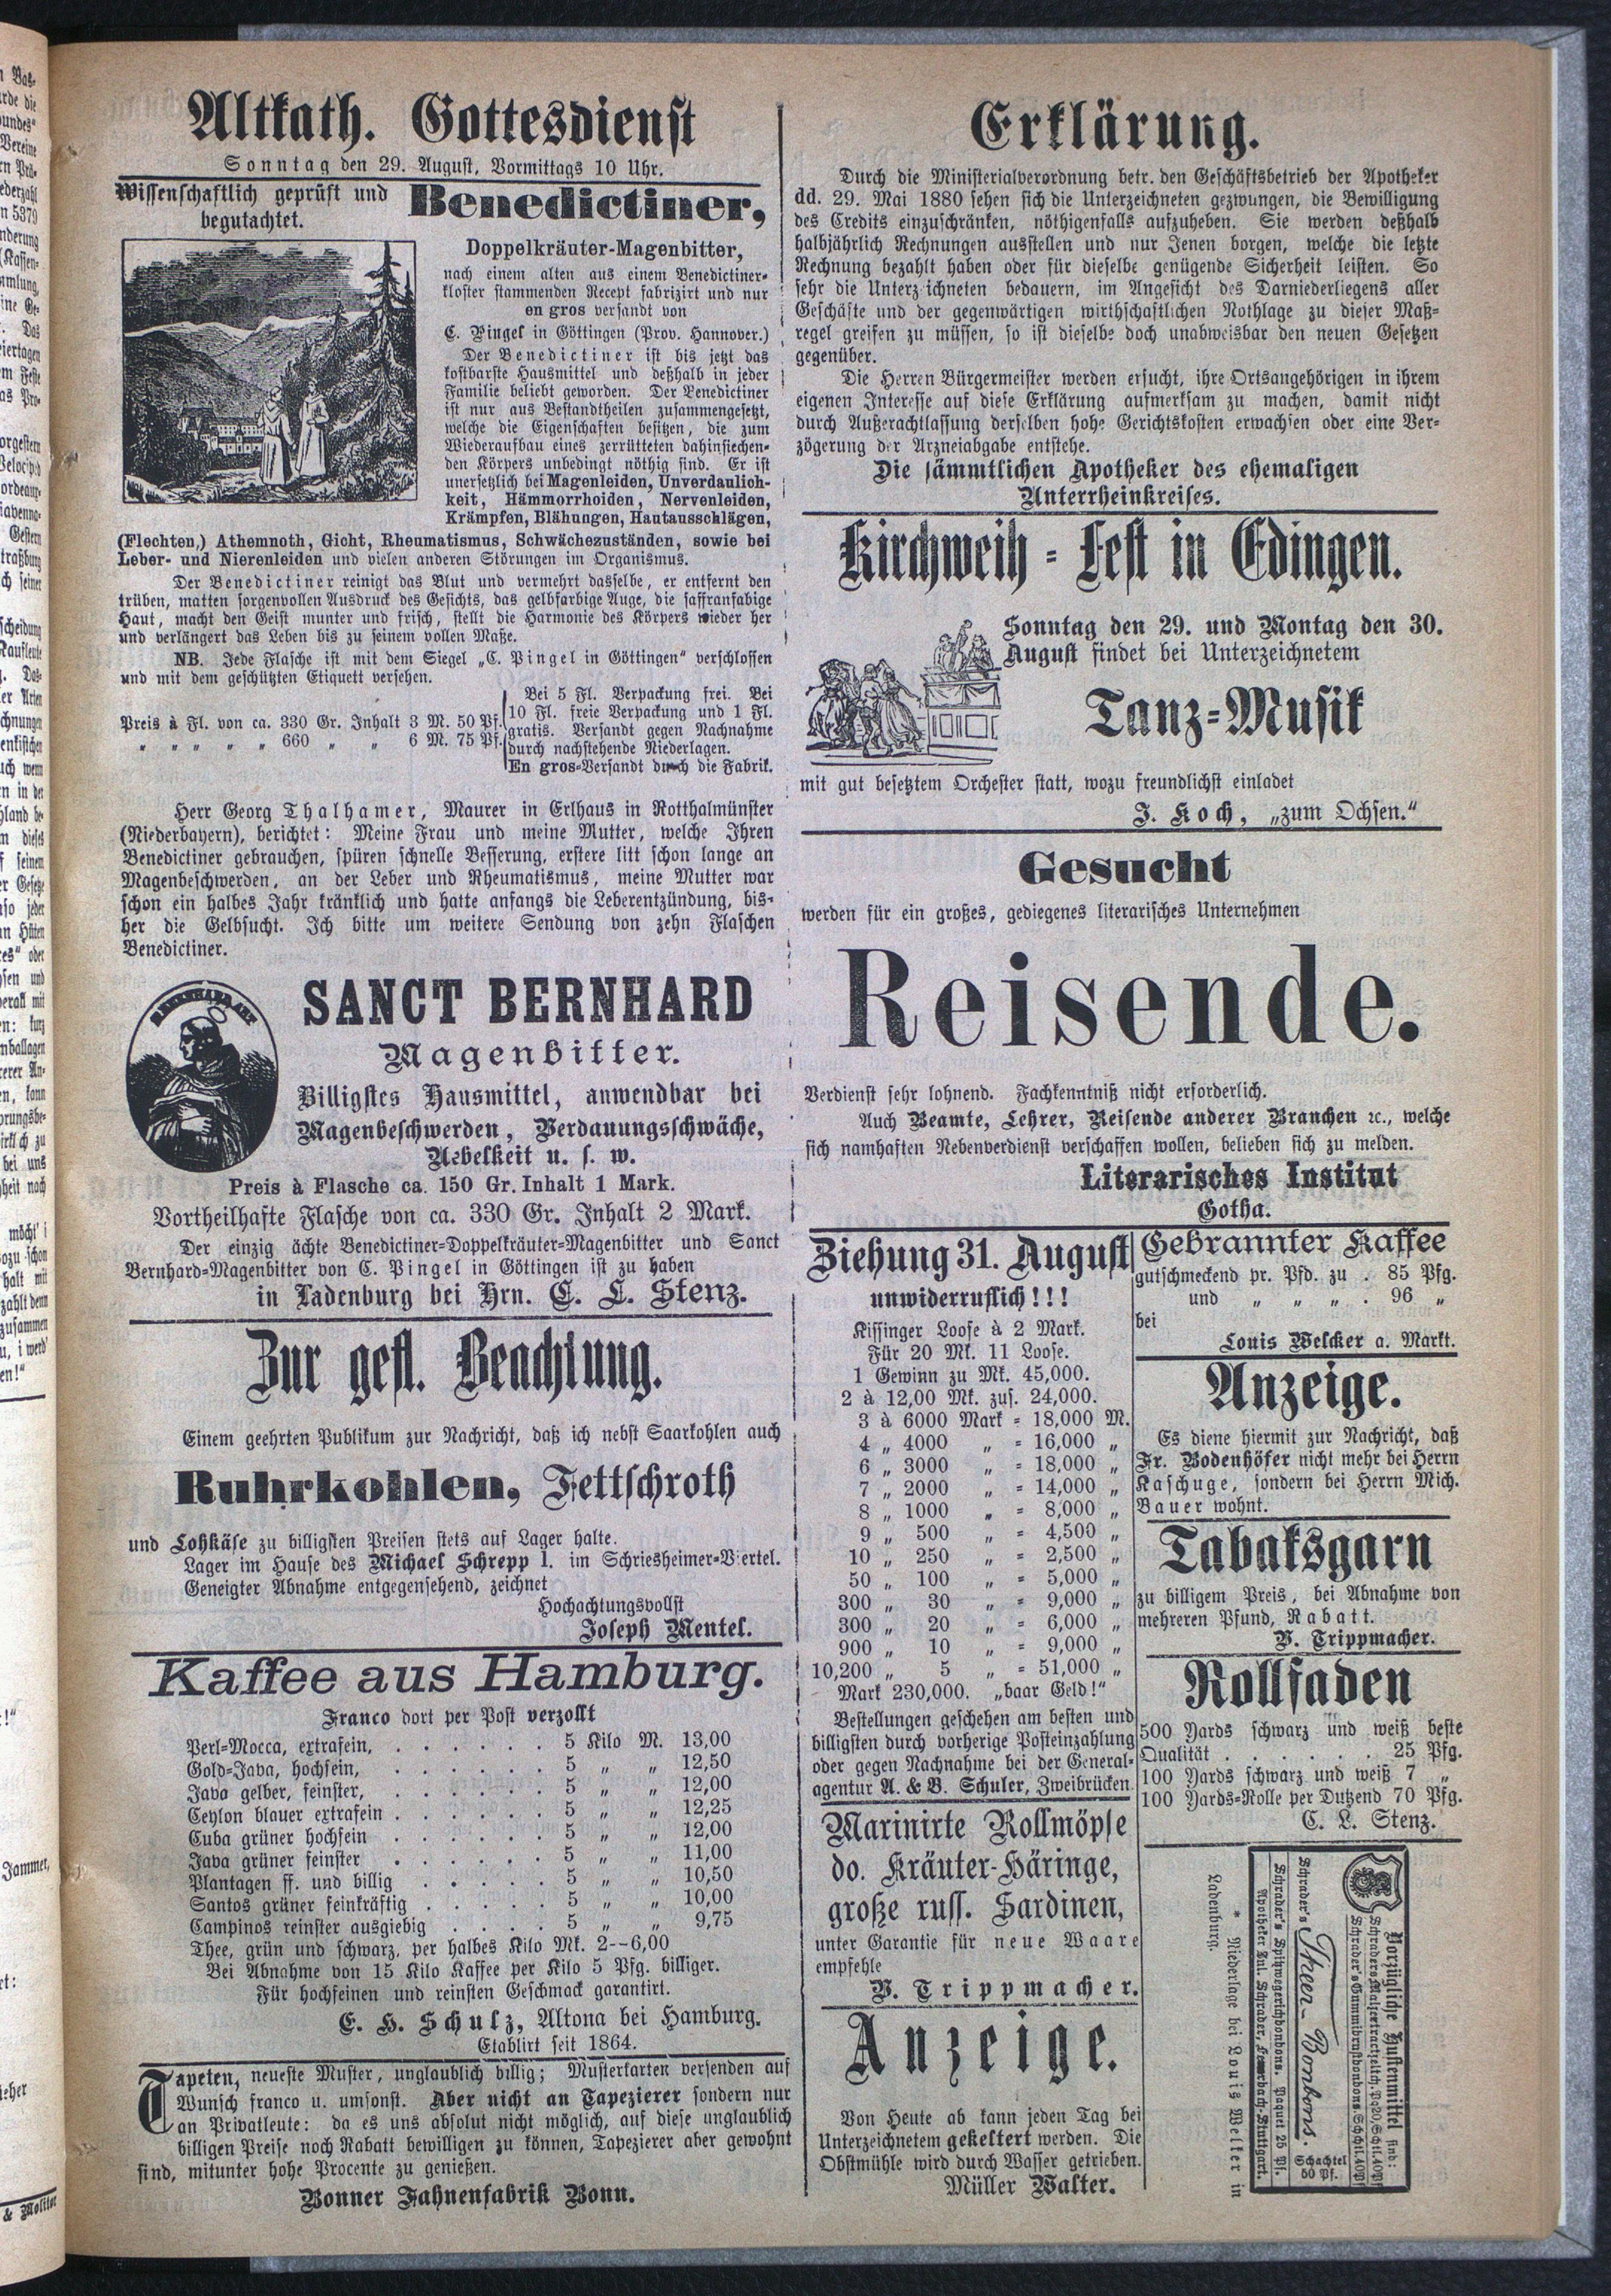 Altkath. Gottesdienst
Sonntag den 29. August, Vormittags 10 Uhr.
Wissenschaftlich geprüft und
begutachtet.
Benedictiner,
Doppelkräuter-Magenbitter,
nach einem alten aus einem Benedictiner-
kloster stammenden Recept fabrizirt und nur
en gros versandt von
C. Pingel in Göttingen (Prov. Hannover.)
Der Benedictiner ist bis jetzt das
kostbarste Hausmittel und deßhalb in jeder
Familie beliebt geworden. Der Benedictiner
ist nur aus Bestandtheilen zusammengesetzt,
welche die Eigenschaften besitzen, die zum
Wiederaufbau eines zerrütteten dahinsiechen-
den Körpers unbedingt nöthig sind. Er ist
unersetzlich bei Magenleiden, Unverdaulich-
keit, Hämmorrhoiden, Nervenleiden,
Krämpfen, Blähungen, Hautausschlägen,
(Flechten,) Athemnoth, Gicht, Rheumatismus, Schwächezuständen, sowie bei
Leber- und Nierenleiden und vielen anderen Störungen im Organismus.
Der Benedictiner reinigt das Blut und vermehrt dasselbe, er entfernt den
trüben, matten sorgenvollen Ausdruck des Gesichts, das gelbfarbige Auge, die saffranfabige
Haut, macht den Geist munter und frisch, stellt die Harmonie des Körpers wieder her
und verlängert das Leben bis zu seinem vollen Maße.
NB. Jede Flasche ist mit dem Siegel „C. Pingel in Göttingen“ verschlossen
und mit dem geschützten Etiquett versehen.
Preis à Fl. von ca. 330 Gr. Inhalt 3 M. 50 Pf.
„ „ „ „ „ 660 „ „ 6 M. 75 Pf.
Bei 5 Fl. Verpackung frei. Bei
10 Fl. freie Verpackung und 1 Fl.
gratis. Versandt gegen Nachnahme
durch nachstehende Niederlagen.
En gros-Versandt durch die Fabrik.
Herr Georg Thalhamer, Maurer in Erlhaus in Rotthalmünster
(Niederbayern), berichtet: Meine Frau und meine Mutter, welche Ihren
Benedictiner gebrauchen, spüren schnelle Besserung, erstere litt schon lange an
Magenbeschwerden, an der Leber und Rheumatismus, meine Mutter war
schon ein halbes Jahr kränklich und hatte anfangs die Leberentzündung, bis-
her die Gelbsucht. Ich bitte um weitere Sendung von zehn Flaschen
Benedictiner.
SANCT BERNHARD
Magenbitter.
Billigstes Hausmittel, anwendbar bei
Magenbeschwerden, Verdauungsschwäche,
Uebelkeit u. s. w.
Preis à Flasche ca. 150 Gr. Inhalt 1 Mark.
Vortheilhafte Flasche von ca. 330 Gr. Inhalt 2 Mark.
Der einzig ächte Benedictiner-Doppelkräuter-Magenbitter und Sanct
Bernhard-Magenbitter von C. Pingel in Göttingen ist zu haben
in Ladenburg bei Hrn. C. L. Stenz.
Zur gefl. Beachtung.
Einem geehrten Publikum zur Nachricht, daß ich nebst Saarkohlen auch
Ruhrkohlen, Fettschroth
und Lohkäse zu billigsten Preisen stets auf Lager halte.
Lager im Hause des Michael Schrepp I. im Schriesheimer-Viertel.
Geneigter Abnahme entgegensehend, zeichnet
Hochachtungsvollst
Joseph Mentel.
Kaffee aus Hamburg.
Franco dort per Post verzollt
Perl-Mocca, extrafein, . . . . . . 5 Kilo M. 13,00
Gold-Java, hochfein, . . . . . . 5 „ „ 12,50
Java gelber, feinster, . . . . . . 5 „ „ 12,00
Ceylon blauer extrafein . . . . . . 5 „ „ 12,25
Cuba grüner hochfein . . . . . . 5 „ „ 12,00
Java grüner feinster . . . . . . 5 „ „ 11,00
Plantagen ff. und billig . . . . . 5 „ „ 10,50
Santos grüner feinkräftig . . . . . 5 „ „ 10,00
Campinos reinster ausgiebig . . . . 5 „ „ 9,75
Thee, grün und schwarz, per halbes Kilo Mk. 2--6,00
Bei Abnahme von 15 Kilo Kaffee per Kilo 5 Pfg. billiger.
Für hochfeinen und reinsten Geschmack garantirt.
E. H. Schulz, Altona bei Hamburg.
Etablirt seit 1864.
Tapeten, neueste Muster, unglaublich billig; Musterkarten versenden auf
Wunsch franco u. umsonst. Aber nicht an Tapezierer sondern nur
an Privatleute: da es uns absolut nicht möglich, auf diese unglaublich
billigen Preise noch Rabatt bewilligen zu können, Tapezierer aber gewohnt
sind, mitunter hohe Procente zu genießen.
Bonner Fahnenfabrik Bonn.
Erklärung.
Durch die Ministerialverordnung betr. den Geschäftsbetrieb der Apotheker
dd. 29. Mai 1880 sehen sich die Unterzeichneten gezwungen, die Bewilligung
des Credits einzuschränken, nöthigenfalls aufzuheben. Sie werden deßhalb
halbjährlich Rechnungen ausstellen und nur Jenen borgen, welche die letzte
Rechnung bezahlt haben oder für dieselbe genügende Sicherheit leisten. So
sehr die Unterzeichneten bedauern, im Angesicht des Darniederliegens aller
Geschäfte und der gegenwärtigen wirthschaftlichen Nothlage zu dieser Maß-
regel greifen zu müssen, so ist dieselbe doch unabweisbar den neuen Gesetzen
gegenüber.
Die Herren Bürgermeister werden ersucht, ihre Ortsangehörigen in ihrem
eigenen Interesse auf diese Erklärung aufmerksam zu machen, damit nicht
durch Außerachtlassung derselben hohe Gerichtskosten erwachsen oder eine Ver-
zögerung der Arzneiabgabe entstehe.
Die sämmtlichen Apotheker des ehemaligen
Unterrheinkreises.
Kirchweih-Fest in Edingen.
Sonntag den 29. und Montag den 30.
August findet bei Unterzeichnetem
Tanz-Musik
mit gut besetztem Orchester statt, wozu freundlichst einladet
J. Koch, „zum Ochsen.“
Gesucht
werden für ein großes, gediegenes literarisches Unternehmen
Reisende.
Verdienst sehr lohnend. Fachkenntniß nicht erforderlich.
Auch Beamte, Lehrer, Reisende anderer Branchen ꝛc., welche
sich namhaften Nebenverdienst verschaffen wollen, belieben sich zu melden.
Literarisches Institut
Gotha.
Ziehung 31. August
unwiderruflich!!!
Kissinger Loose à 2 Mark.
Für 20 Mk. 11 Loose.
1 Gewinn zu Mk. 45,000.
2 à 12,00 Mk. zus. 24,000.
3 à 6000 Mark = 18,000 M.
4 „ 4000 „ = 16,000 „
6 „ 3000 „ = 18,000 „
7 „ 2000 „ = 14,000 „
8 „ 1000 „ = 8,000 „
9 „ 500 „ = 4,500 „
10 „ 250 „ = 2,500 „
50 „ 100 „ = 5,000 „
300 „ 30 „ = 9,000 „
300 „ 20 „ = 6,000 „
900 „ 10 „ = 9,000 „
10,200 „ 5 „ = 51,000 „
Mark 230,000. „baar Geld!“
Bestellungen geschehen am besten und
billigsten durch vorherige Posteinzahlung
oder gegen Nachnahme bei der General-
agentur A. & B. Schuler, Zweibrücken.
Marinirte Rollmöpse
do. Kräuter-Häringe,
große russ. Sardinen,
unter Garantie für neue Waare
empfehle
B. Trippmacher.
Anzeige.
Von Heute ab kann jeden Tag bei
Unterzeichnetem gekeltert werden. Die
Obstmühle wird durch Wasser getrieben.
Müller Walter.
Gebrannter Kaffee
gutschmeckend pr. Pfd. zu . 85 Pfg.
und „ „ „ . 96 „
bei
Louis Welcker a. Markt.
Anzeige.
Es diene hiermit zur Nachricht, daß
Fr. Bodenhöfer nicht mehr bei Herrn
Kaschuge, sondern bei Herrn Mich.
Bauer wohnt.
Tabaksgarn
zu billigem Preis, bei Abnahme von
mehreren Pfund, Rabatt.
B. Trippmacher.
Rollfaden
500 Yards schwarz und weiß beste
Qualität . . . . . . 25 Pfg.
100 Yards schwarz und weiß 7 „
100 Yards-Rolle per Dutzend 70 Pfg.
C. L. Stenz.
Vorzügliche Hustenmittel sind:
Schraders Malzextractzeltch. Pq 20, Schtl. 40 Pf
Schrader's Gummibrustbonbons. Schchtl. 40 Pf
Schrader's Theer-Bonbons. Schachtel
50 Pf.
Schrader's Spitzwegerichbonbons. Paquet 25 Pf.
Apotheker Jul. Schrader, Feuerbach-Stuttgart.
* Niederlage bei Louis Welker in
Ladenburg.